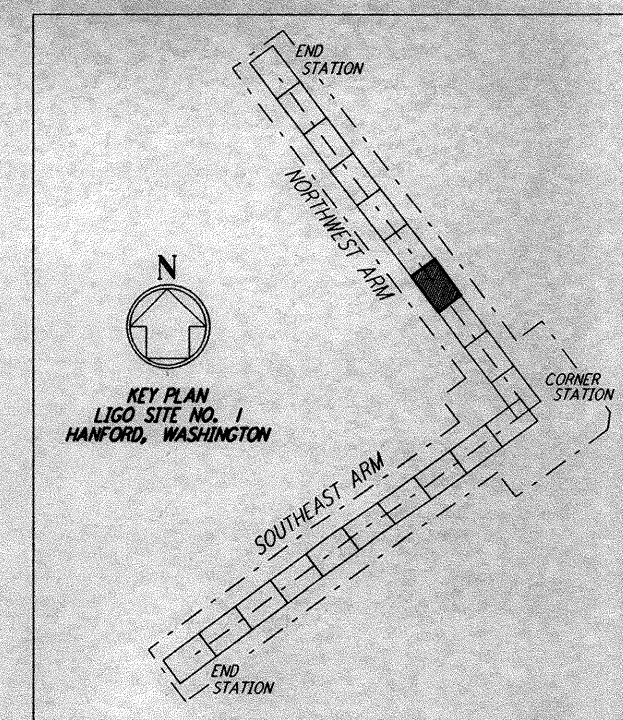 END
STATION
NORTHWEST ARM
N
KEY PLAN
LIGO SITE NO. 1
HANFORD, WASHINGTON
CORNER
STATION
SOUTHEAST ARM
END
STATION